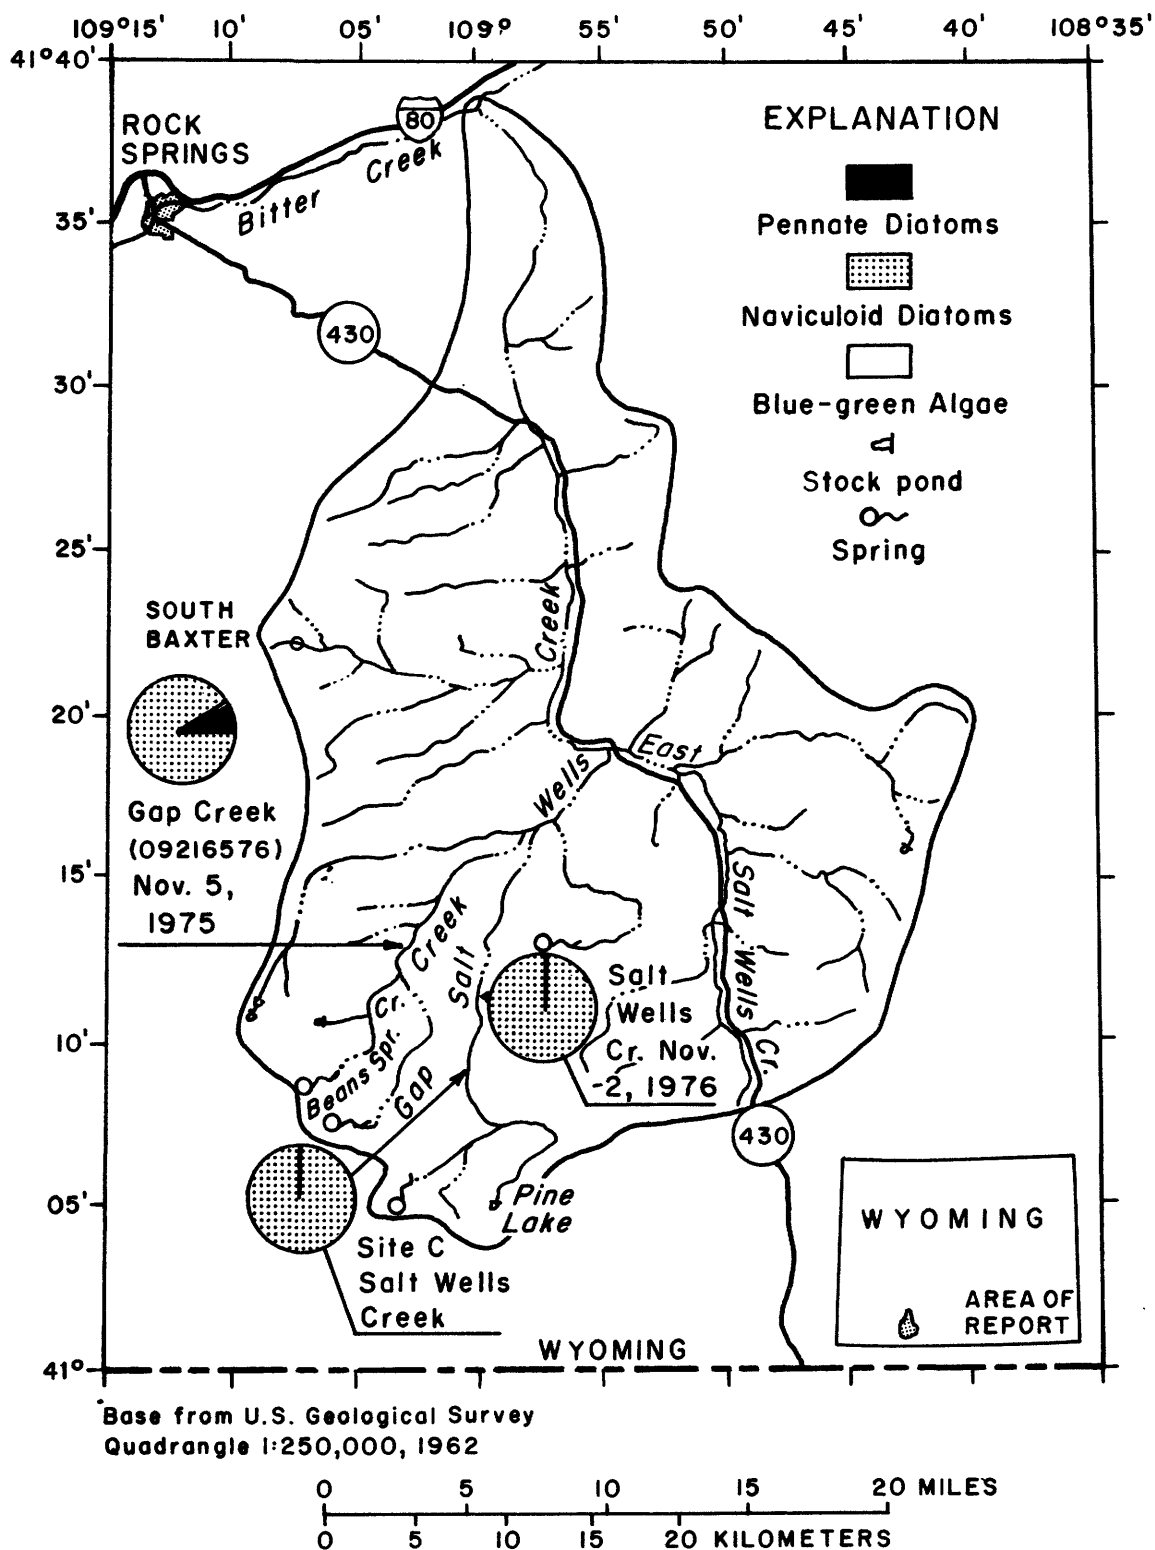 109°15' 10' 05' 109° 55' 50' 45' 40' 108°35'
41°40'
EXPLANATION
Pennate Diatoms
Naviculoid Diatoms
Blue-green Algae
Stock pond
Spring
ROCK
SPRINGS
80
Bitter Creek
35'
430
30'
25'
Creek
SOUTH
BAXTER
20'
East
Wells
Gap Creek
(09216576)
Nov. 5,
1975
15'
Salt
Wells
Cr.
Creek
Salt
Cr.
Beans Spr.
Gap
10'
Salt
Wells
Cr. Nov.
2, 1976
430
05'
Pine
Lake
Site C
Salt Wells
Creek
WYOMING
AREA OF
REPORT
WYOMING
41°
Base from U.S. Geological Survey
Quadrangle 1:250,000, 1962
0 5 10 15 20 MILES
0 5 10 15 20 KILOMETERS